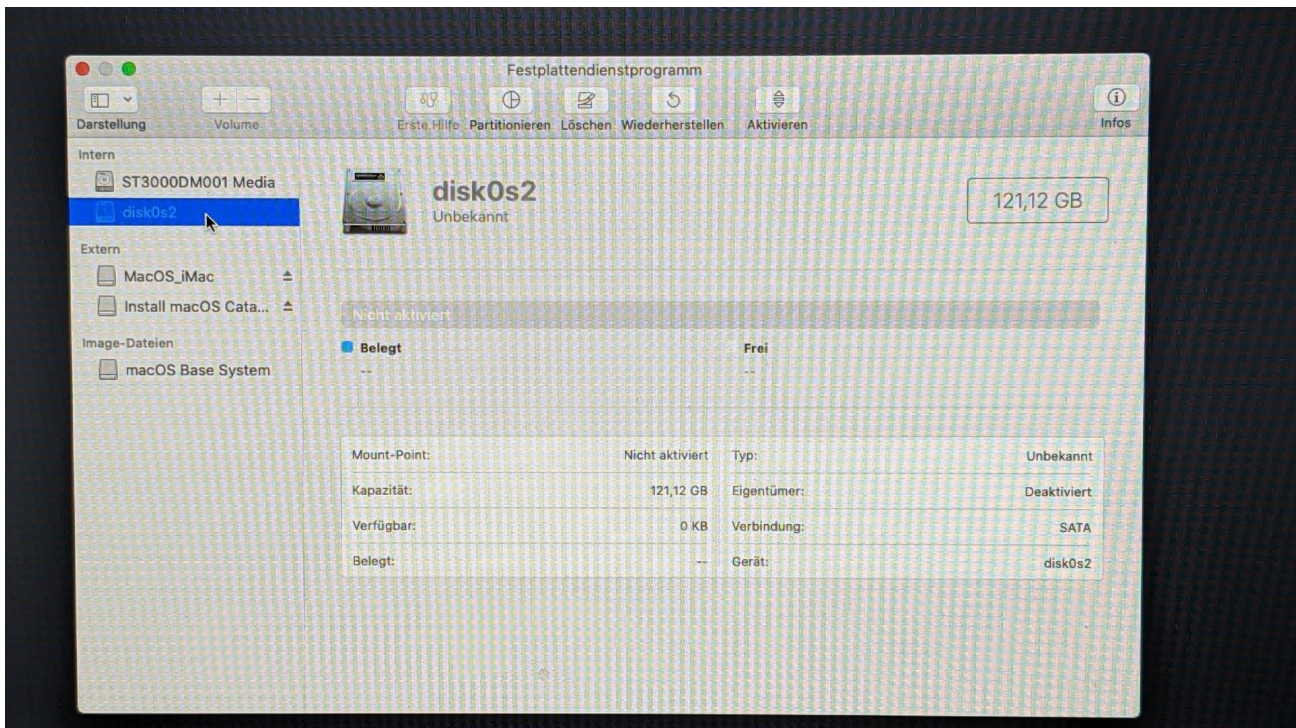 Festplattendienstprogramm
Darstellung
Volume
Erste Hilfe
Partitionieren
Löschen
Wiederherstellen
Aktivieren
Infos
Intern
ST3000DM001 Media
disk0s2
Extern
MacOS_iMac
Install macOS Cata...
Image-Dateien
macOS Base System
disk0s2
Unbekannt
121,12 GB
Nicht aktiviert
Belegt
--
Frei
--
Mount-Point: Nicht aktiviert
Kapazität: 121,12 GB
Verfügbar: 0 KB
Belegt: --
Typ: Unbekannt
Eigentümer: Deaktiviert
Verbindung: SATA
Gerät: disk0s2